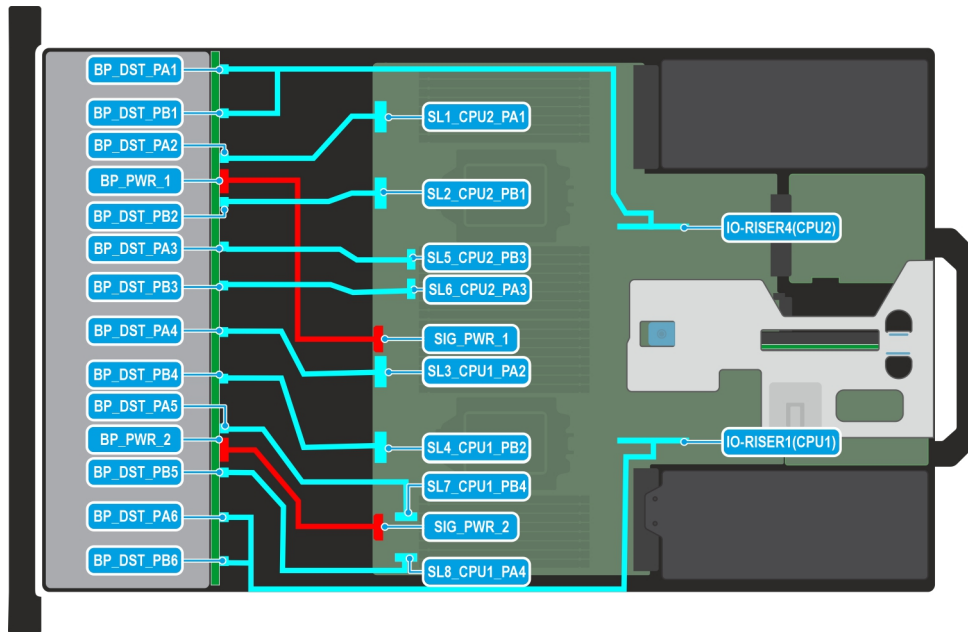 BP_DST_PA1
BP_DST_PB1
BP_DST_PA2
BP_PWR_1
BP_DST_PB2
BP_DST_PA3
BP_DST_PB3
BP_DST_PA4
BP_DST_PB4
BP_DST_PA5
BP_PWR_2
BP_DST_PB5
BP_DST_PA6
BP_DST_PB6
SL1_CPU2_PA1
SL2_CPU2_PB1
SL5_CPU2_PB3
SL6_CPU2_PA3
SIG_PWR_1
SL3_CPU1_PA2
SL4_CPU1_PB2
SL7_CPU1_PB4
SIG_PWR_2
SL8_CPU1_PA4
IO-RISER4(CPU2)
IO-RISER1(CPU1)